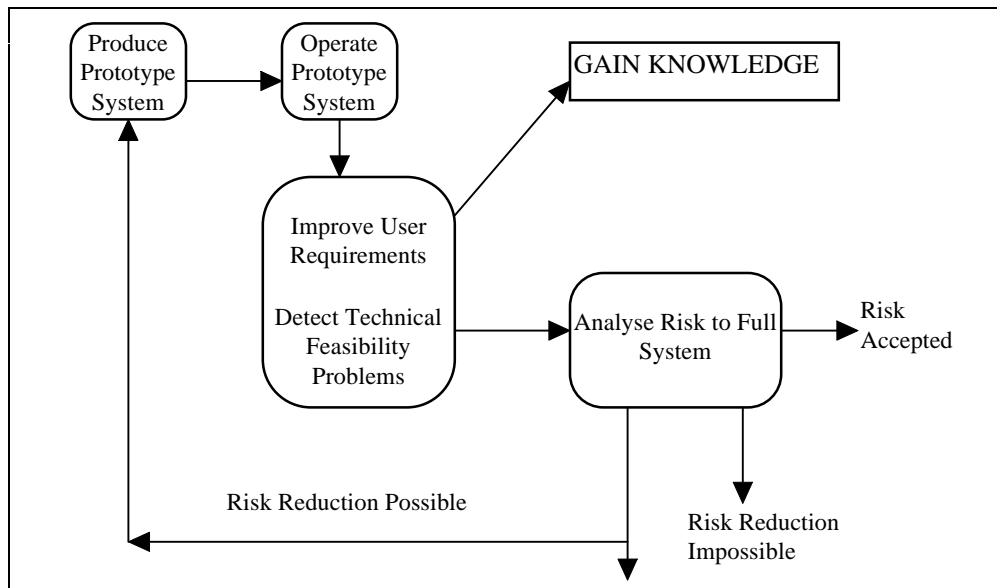 Produce
Prototype
System
Operate
Prototype
System
GAIN KNOWLEDGE
Improve User
Requirements
Detect Technical
Feasibility
Problems
Analyse Risk to Full
System
Risk
Accepted
Risk Reduction Possible
Risk Reduction
Impossible